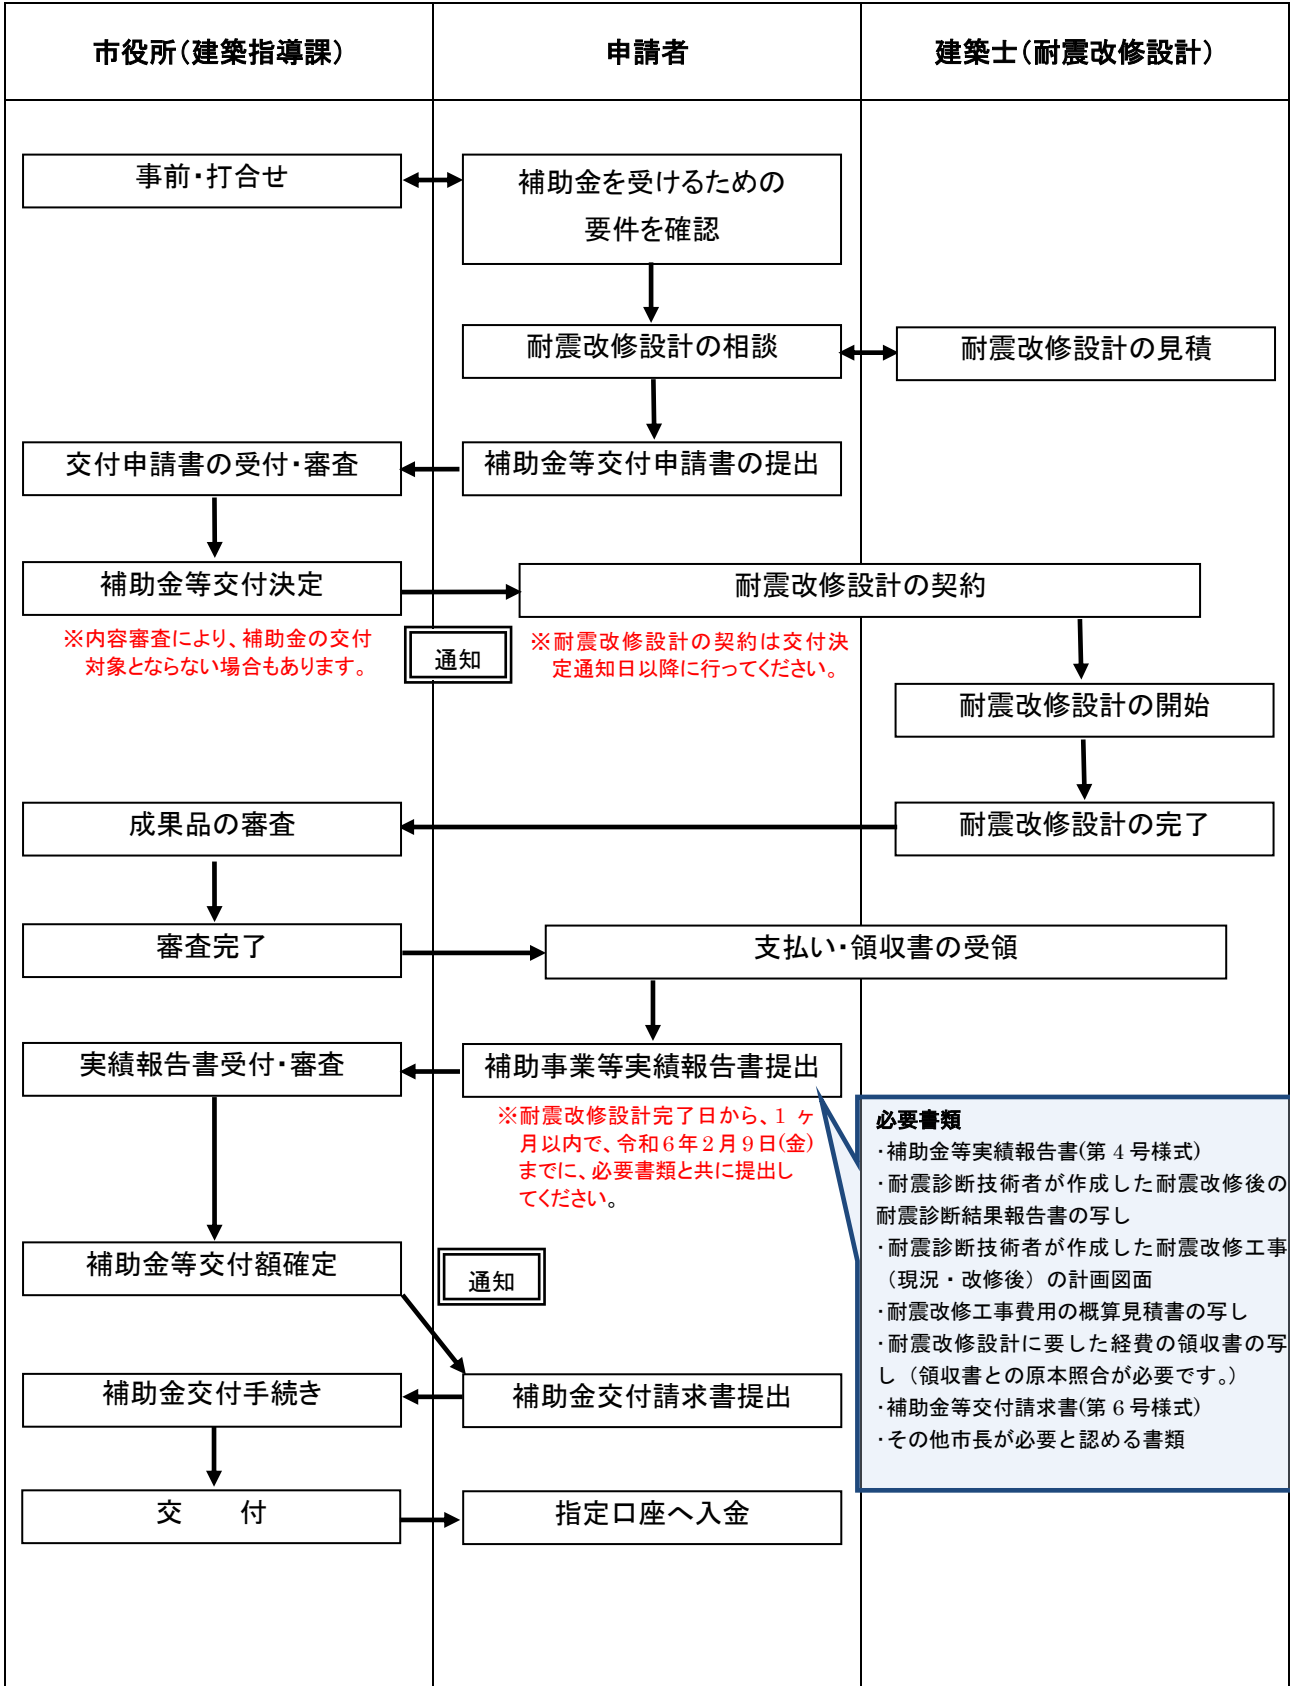 市役所(建築指導課)
申請者
建築士(耐震改修設計)
事前・打合せ
補助金を受けるための
要件を確認
耐震改修設計の相談
耐震改修設計の見積
交付申請書の受付・審査
補助金等交付申請書の提出
補助金等交付決定
耐震改修設計の契約
※内容審査により、補助金の交付
対象とならない場合もあります。
通知
※耐震改修設計の契約は交付決
定通知日以降に行ってください。
耐震改修設計の開始
成果品の審査
耐震改修設計の完了
審査完了
支払い・領収書の受領
実績報告書受付・審査
補助事業等実績報告書提出
※耐震改修設計完了日から、1 ヶ
月以内で、令和6年2月9日(金)
までに、必要書類と共に提出し
てください。
必要書類
・補助金等実績報告書(第 4 号様式)
・耐震診断技術者が作成した耐震改修後の
耐震診断結果報告書の写し
・耐震診断技術者が作成した耐震改修工事
（現況・改修後）の計画図面
・耐震改修工事費用の概算見積書の写し
・耐震改修設計に要した経費の領収書の写
し（領収書との原本照合が必要です。）
・補助金等交付請求書(第 6 号様式)
・その他市長が必要と認める書類
補助金等交付額確定
通知
補助金交付手続き
補助金交付請求書提出
交　　付
指定口座へ入金